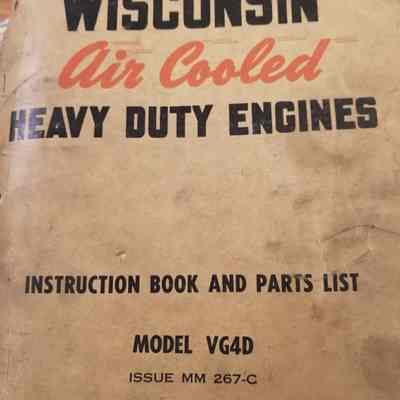 WISCONSIN
Air Cooled
HEAVY DUTY ENGINES
INSTRUCTION BOOK AND PARTS LIST
MODEL VG4D
ISSUE MM 267-C